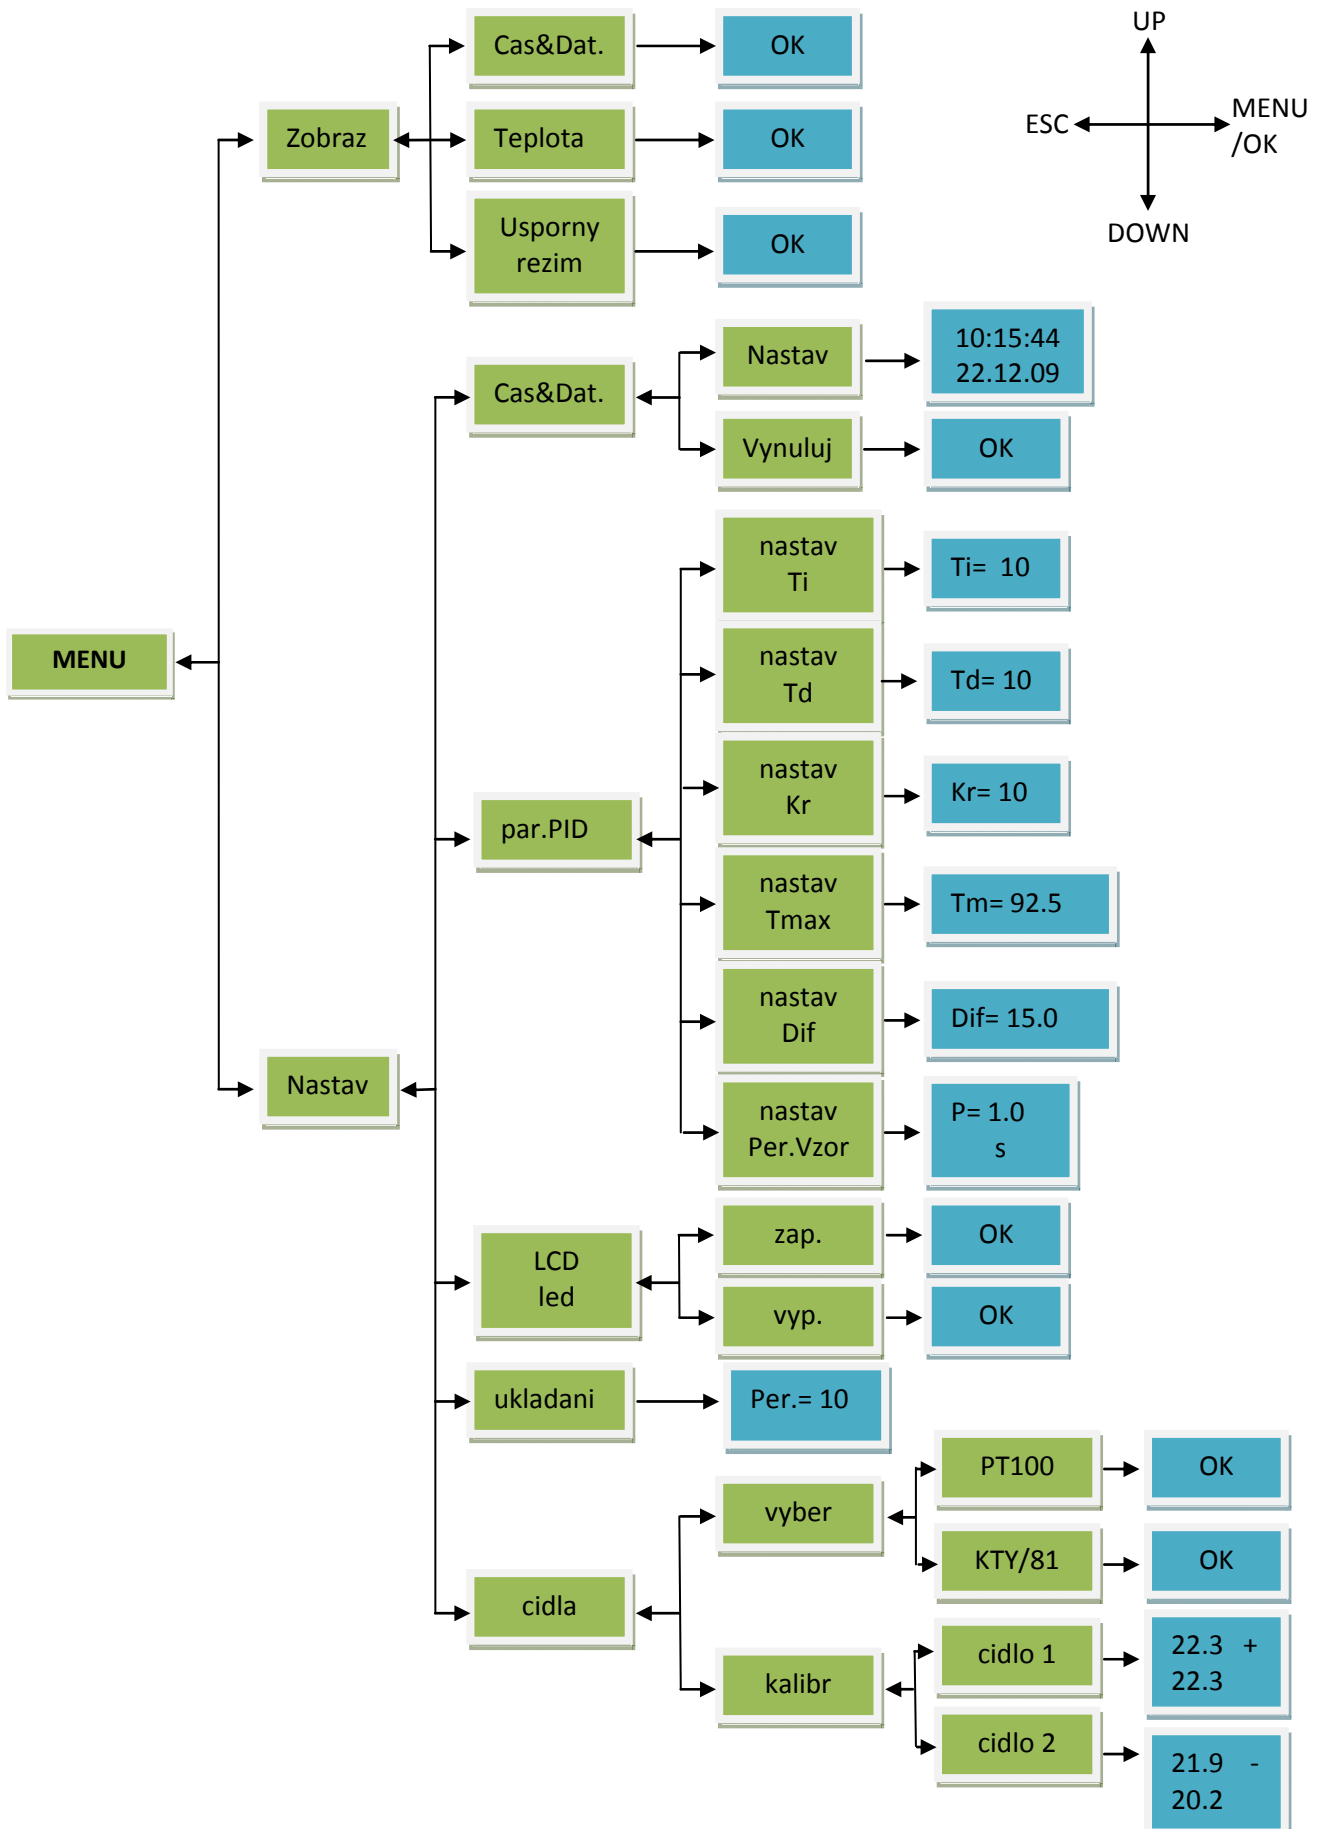 UP
ESC
MENU
/OK
DOWN
Cas&Dat.
OK
Zobraz
Teplota
OK
Usporny
rezim
OK
Cas&Dat.
Nastav
10:15:44
22.12.09
Vynuluj
OK
MENU
nastav
Ti
Ti= 10
nastav
Td
Td= 10
nastav
Kr
Kr= 10
par.PID
nastav
Tmax
Tm= 92.5
nastav
Dif
Dif= 15.0
Nastav
nastav
Per.Vzor
P= 1.0
s
LCD
led
zap.
OK
vyp.
OK
ukladani
Per.= 10
cidla
vyber
PT100
OK
KTY/81
OK
kalibr
cidlo 1
22.3 +
22.3
cidlo 2
21.9 -
20.2